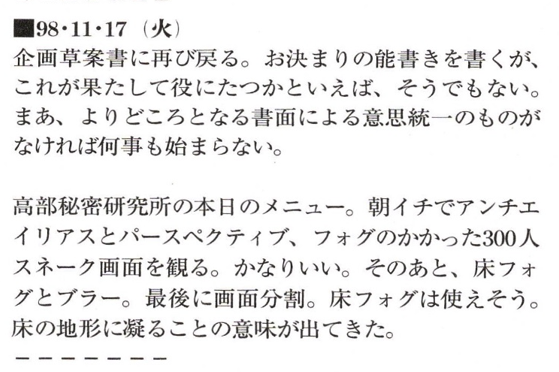 ■98・11・17（火）
企画草案書に再び戻る。お決まりの能書きを書くが、
これが果たして役にたつかといえば、そうでもない。
まあ、よりどころとなる書面による意思統一のものが
なければ何事も始まらない。
高部秘密研究所の本日のメニュー。朝イチでアンチエ
イリアスとパースペクティブ、フォグのかかった300人
スネーク画面を観る。かなりいい。そのあと、床フォ
グとブラー。最後に画面分割。床フォグは使えそう。
床の地形に凝ることの意味が出てきた。
－－－－－－－